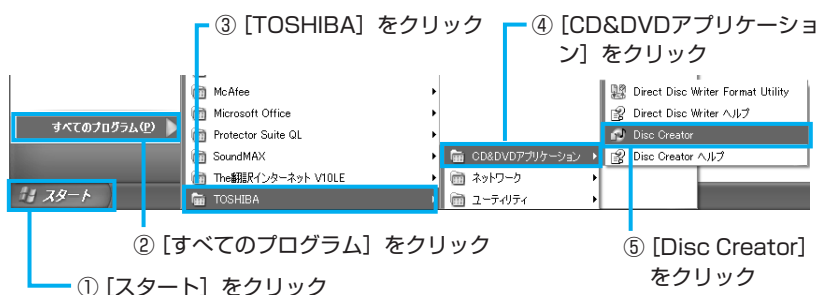 ③ [TOSHIBA] をクリック
④ [CD&DVDアプリケーショ
ン] をクリック
McAfee
Microsoft Office
Protector Suite QL
SoundMAX
The翻訳インターネット V10LE
TOSHIBA
CD&DVDアプリケーション
ネットワーク
ユーティリティ
Direct Disc Writer Format Utility
Direct Disc Writer ヘルプ
Disc Creator
Disc Creator ヘルプ
すべてのプログラム(P)
スタート
② [すべてのプログラム] をクリック
⑤ [Disc Creator]
をクリック
① [スタート] をクリック